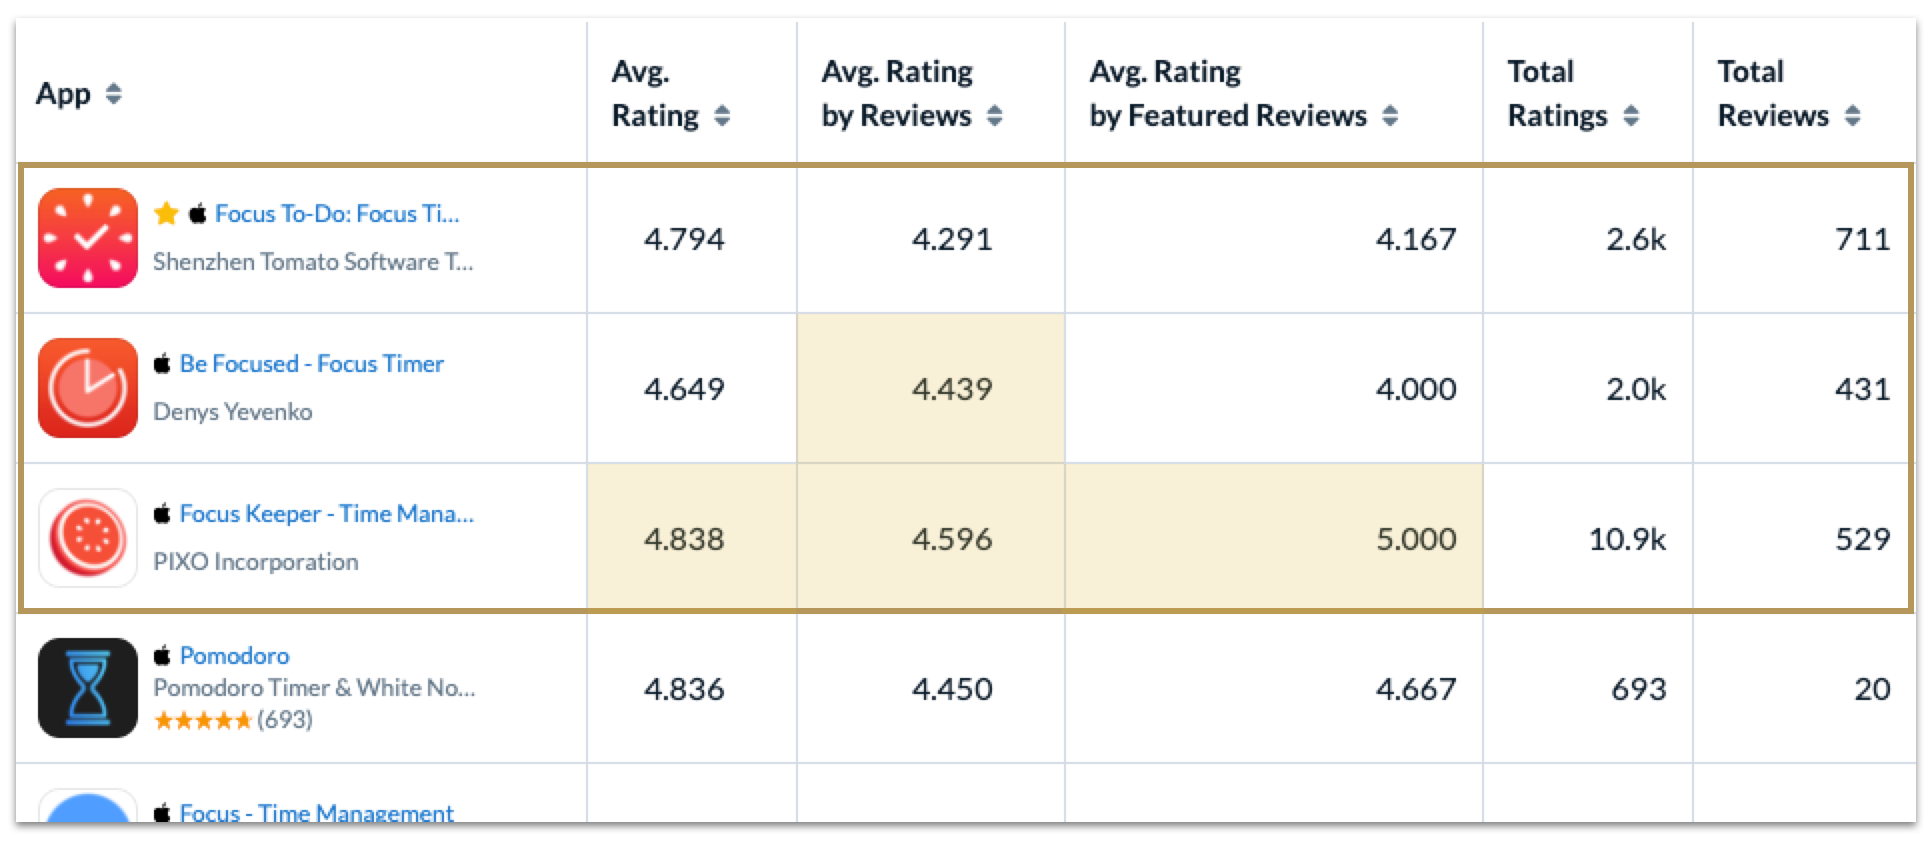 App
Avg.
Rating
Avg. Rating
by Reviews
Avg. Rating
by Featured Reviews
Total
Ratings
Total
Reviews
Focus To-Do: Focus Ti...
Shenzhen Tomato Software T...
4.794
4.291
4.167
2.6k
711
Be Focused - Focus Timer
Denys Yevenko
4.649
4.439
4.000
2.0k
431
Focus Keeper - Time Mana...
PIXO Incorporation
4.838
4.596
5.000
10.9k
529
Pomodoro
Pomodoro Timer & White No...
(693)
4.836
4.450
4.667
693
20
Focus - Time Management